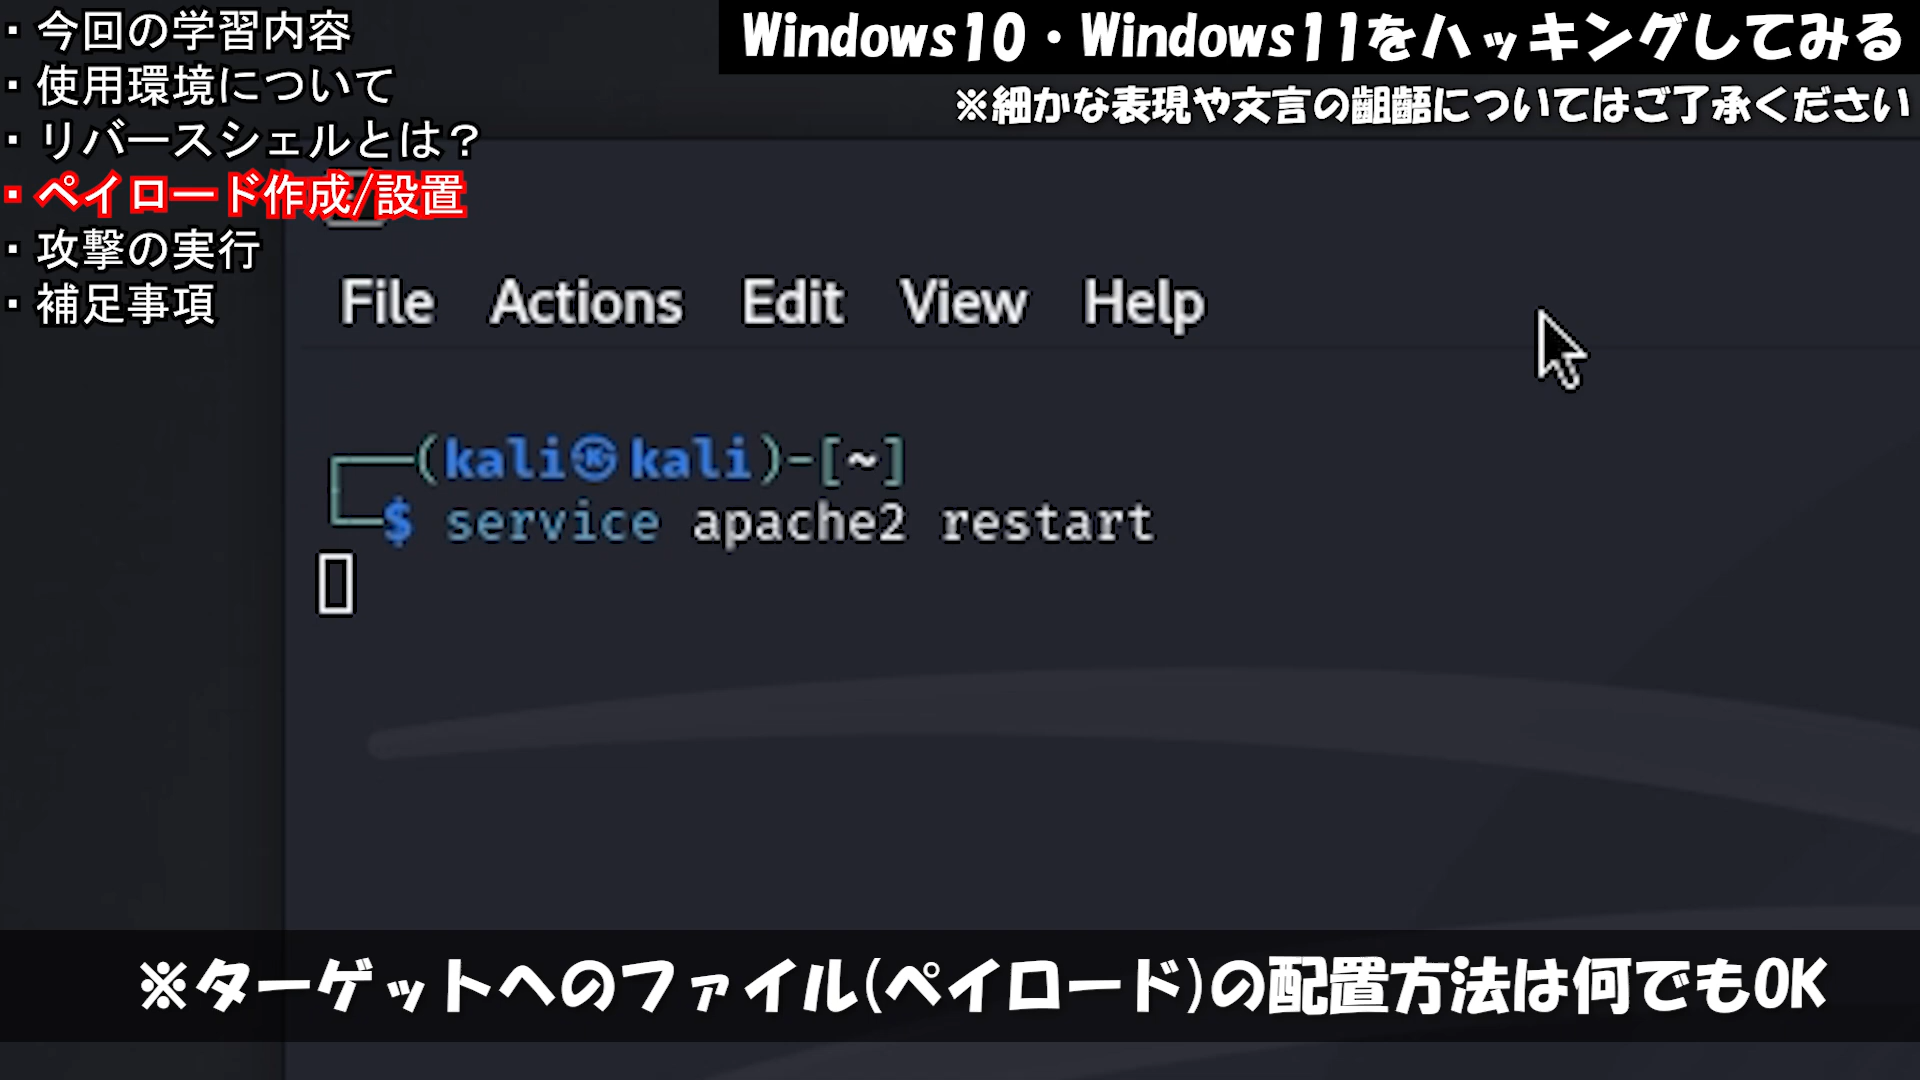 ・今回の学習内容
・使用環境について
・リバースシェルとは？
・ペイロード作成/設置
・攻撃の実行
・補足事項
Windows10・Windows11をハッキングしてみる
※細かな表現や文言の齟齬についてはご了承ください
File Actions Edit View Help
┌──(kali㉿kali)-[~]
└─$ service apache2 restart
※ターゲットへのファイル(ペイロード)の配置方法は何でもOK